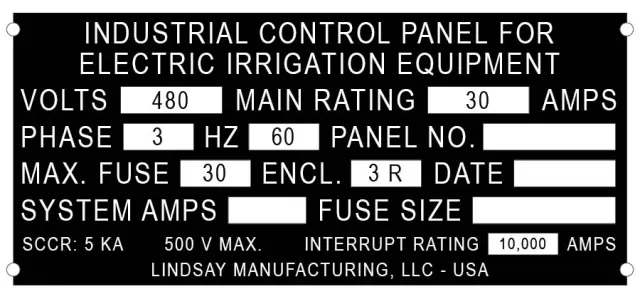 INDUSTRIAL CONTROL PANEL FOR
ELECTRIC IRRIGATION EQUIPMENT
VOLTS 480 MAIN RATING 30 AMPS
PHASE 3 HZ 60 PANEL NO.
MAX. FUSE 30 ENCL. 3 R DATE
SYSTEM AMPS FUSE SIZE
SCCR: 5 KA 500 V MAX. INTERRUPT RATING 10,000 AMPS
LINDSAY MANUFACTURING, LLC - USA